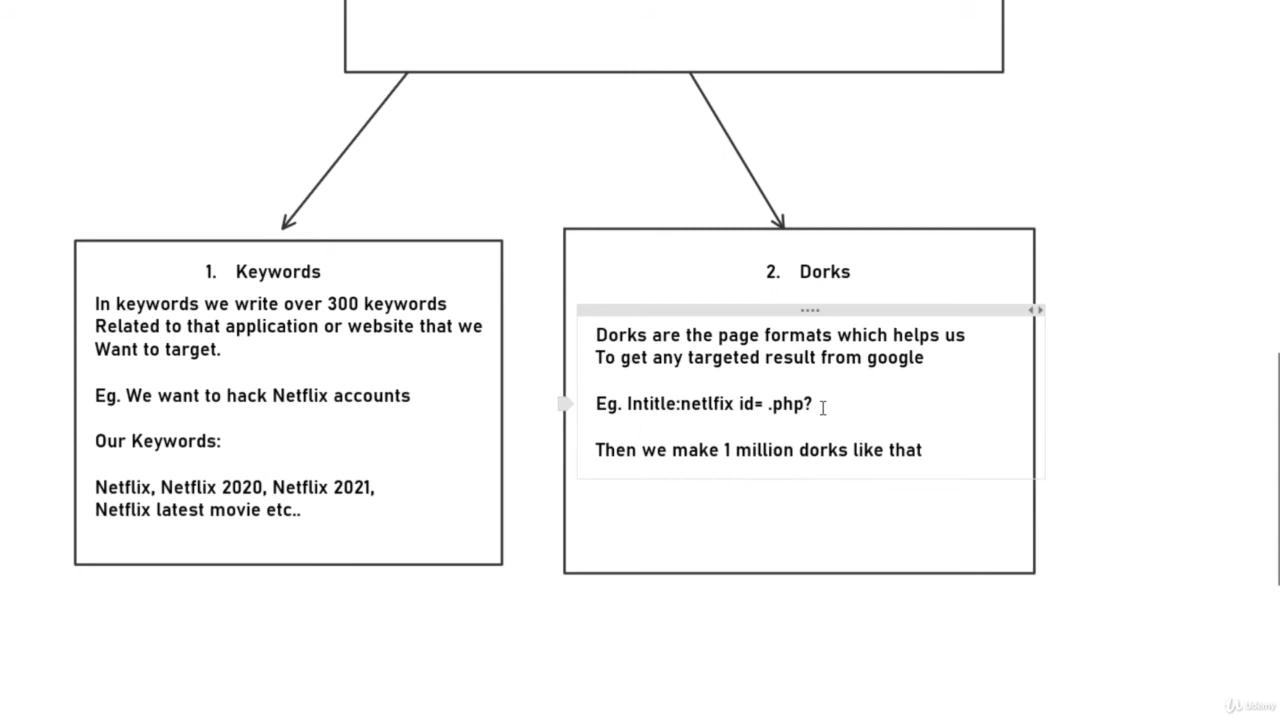 1. Keywords
In keywords we write over 300 keywords
Related to that application or website that we
Want to target.
Eg. We want to hack Netflix accounts
Our Keywords:
Netflix, Netflix 2020, Netflix 2021,
Netflix latest movie etc..
2. Dorks
Dorks are the page formats which helps us
To get any targeted result from google
Eg. Intitle:netlfix id= .php?
Then we make 1 million dorks like that
Udemy